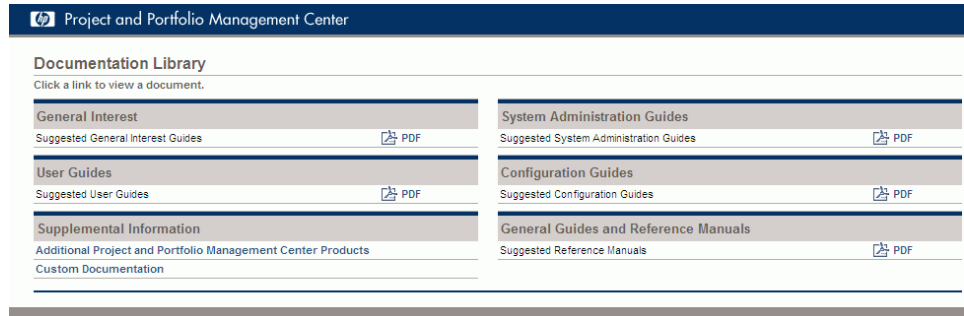 hp Project and Portfolio Management Center
Documentation Library
Click a link to view a document.
General Interest
Suggested General Interest Guides PDF
User Guides
Suggested User Guides PDF
Supplemental Information
Additional Project and Portfolio Management Center Products
Custom Documentation
System Administration Guides
Suggested System Administration Guides PDF
Configuration Guides
Suggested Configuration Guides PDF
General Guides and Reference Manuals
Suggested Reference Manuals PDF